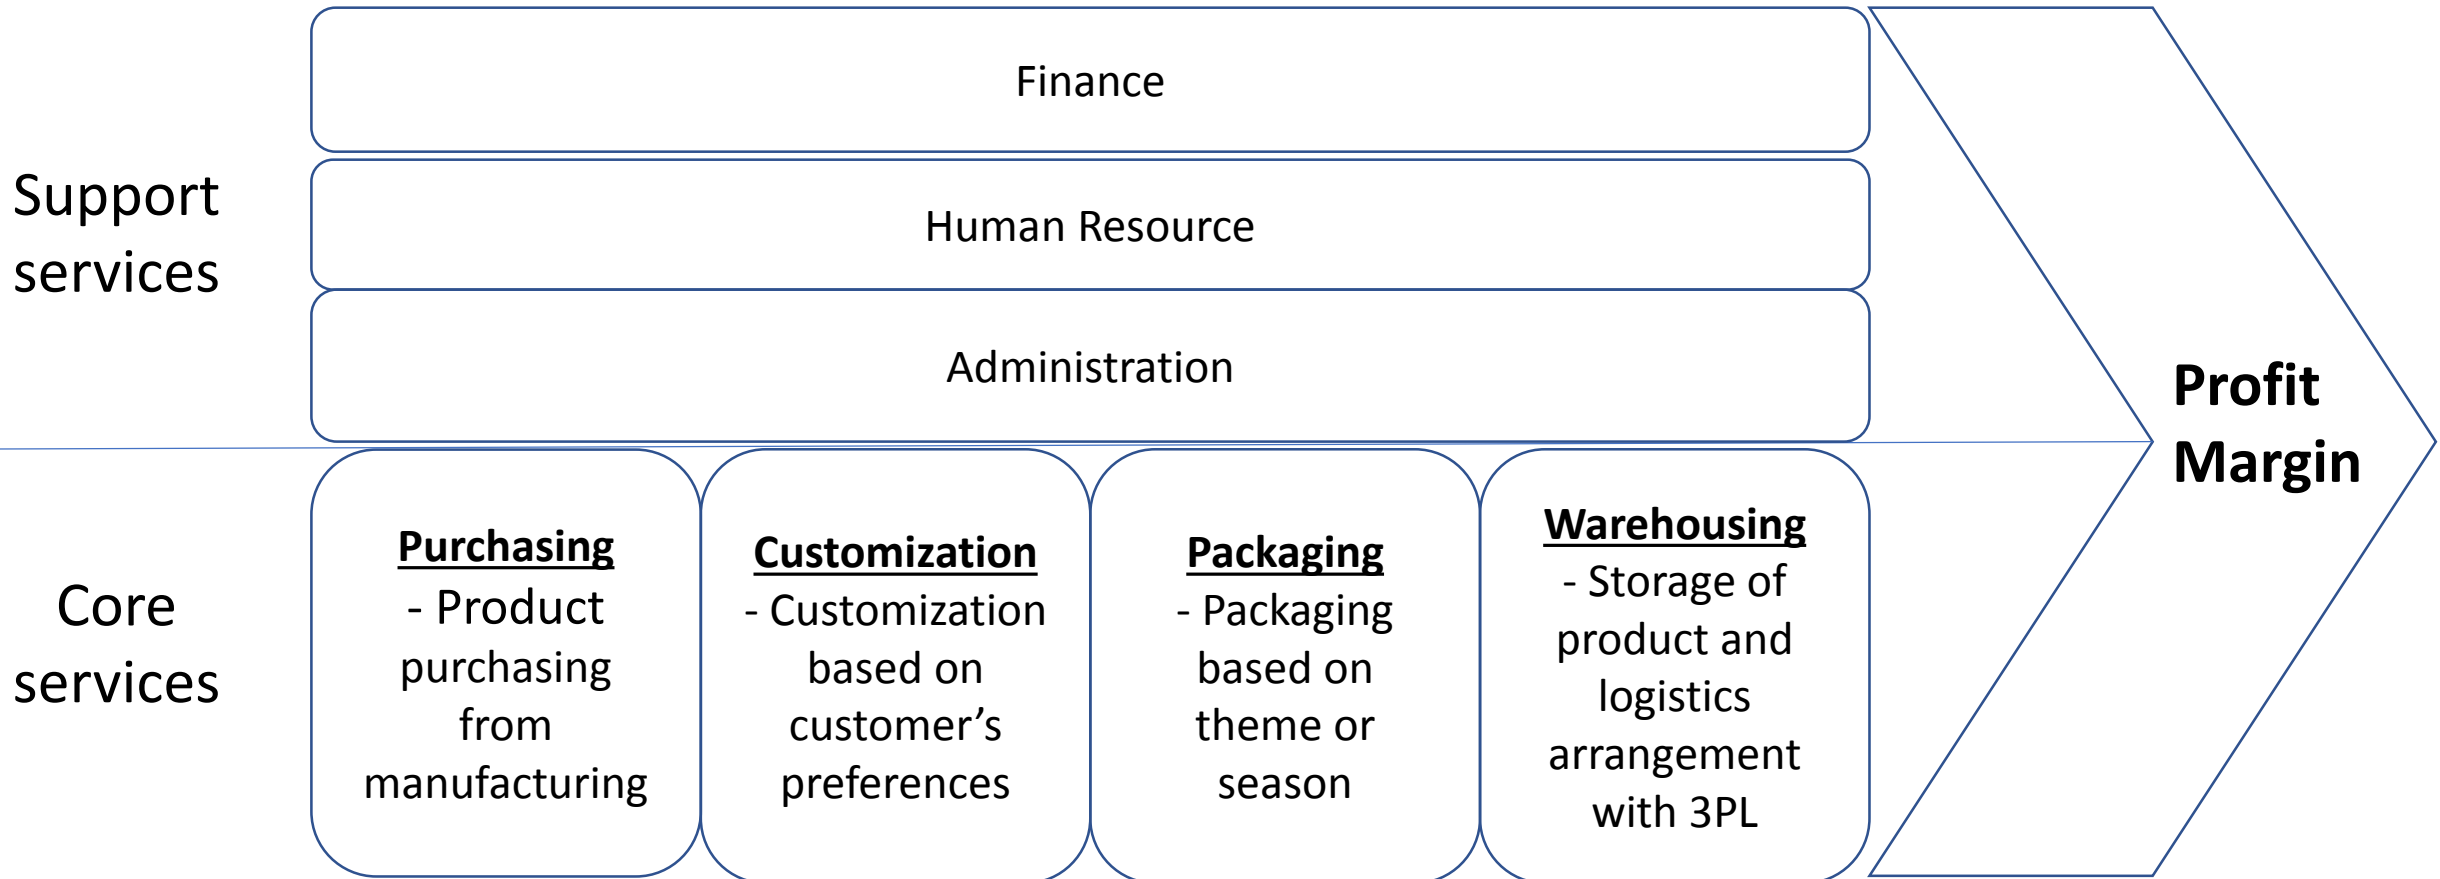 Finance
Human Resource
Administration
Support
services
Core
services
Purchasing
- Product
purchasing
from
manufacturing
Customization
- Customization
based on
customer’s
preferences
Packaging
- Packaging
based on
theme or
season
Warehousing
- Storage of
product and
logistics
arrangement
with 3PL
Profit
Margin